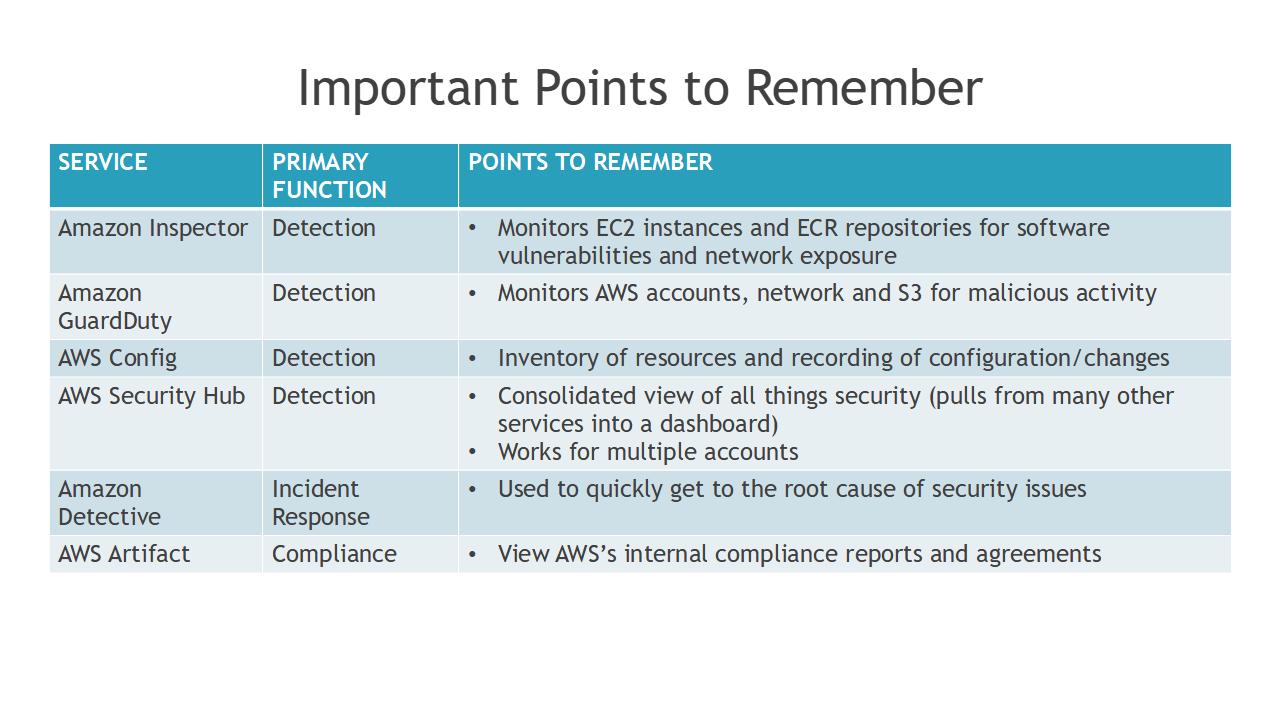 Important Points to Remember
SERVICE
PRIMARY
FUNCTION
POINTS TO REMEMBER
Amazon Inspector
Detection
• Monitors EC2 instances and ECR repositories for software
vulnerabilities and network exposure
Amazon
GuardDuty
Detection
• Monitors AWS accounts, network and S3 for malicious activity
AWS Config
Detection
• Inventory of resources and recording of configuration/changes
AWS Security Hub
Detection
• Consolidated view of all things security (pulls from many other
services into a dashboard)
• Works for multiple accounts
Amazon
Detective
Incident
Response
• Used to quickly get to the root cause of security issues
AWS Artifact
Compliance
• View AWS’s internal compliance reports and agreements